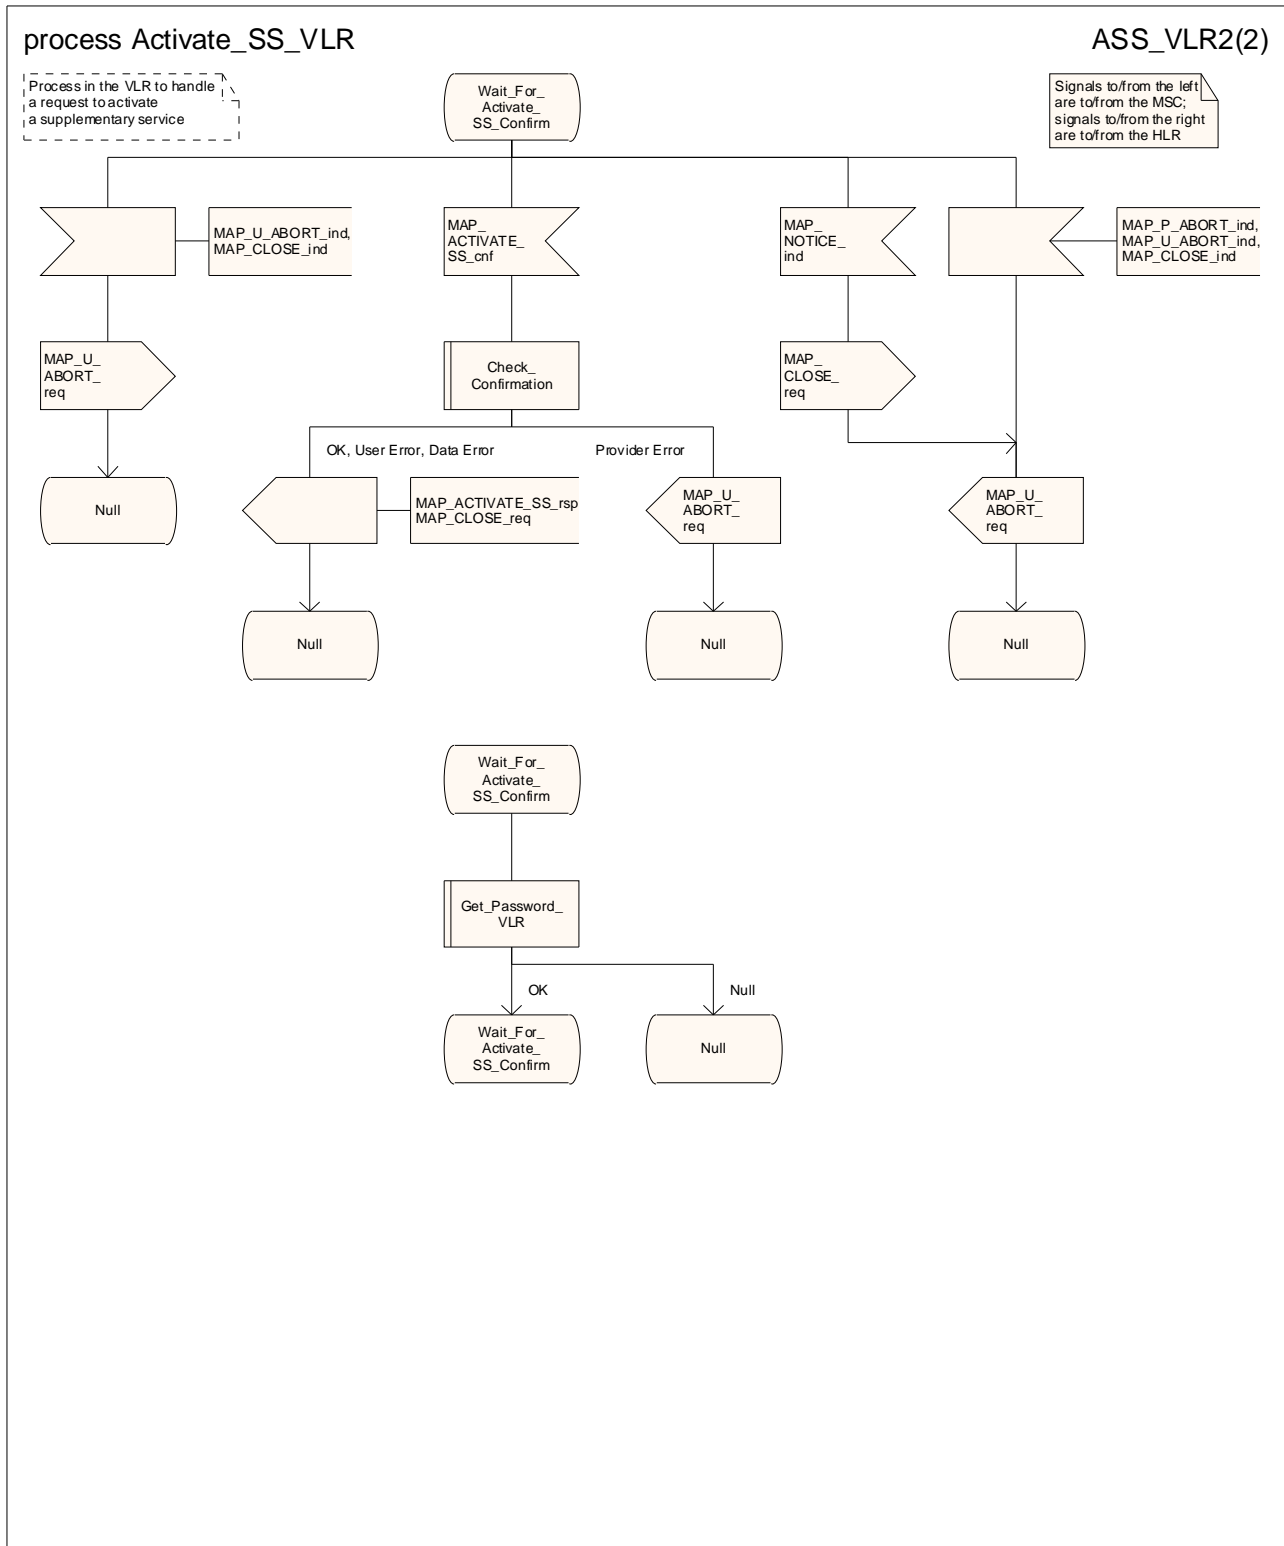 process Activate_SS_VLR
ASS_VLR2(2)
Process in the VLR to handle
a request to activate
a supplementary service
Wait_For_
Activate_
SS_Confirm
Signals to/from the left
are to/from the MSC;
signals to/from the right
are to/from the HLR
MAP_U_ABORT_ind,
MAP_CLOSE_ind
MAP_
ACTIVATE_
SS_cnf
MAP_
NOTICE_
ind
MAP_P_ABORT_ind,
MAP_U_ABORT_ind,
MAP_CLOSE_ind
MAP_U_
ABORT_
req
Check_
Confirmation
MAP_
CLOSE_
req
OK, User Error, Data Error
Provider Error
Null
MAP_ACTIVATE_SS_rsp
MAP_CLOSE_req
MAP_U_
ABORT_
req
MAP_U_
ABORT_
req
Null
Null
Null
Wait_For_
Activate_
SS_Confirm
Get_Password_
VLR
OK
Null
Wait_For_
Activate_
SS_Confirm
Null